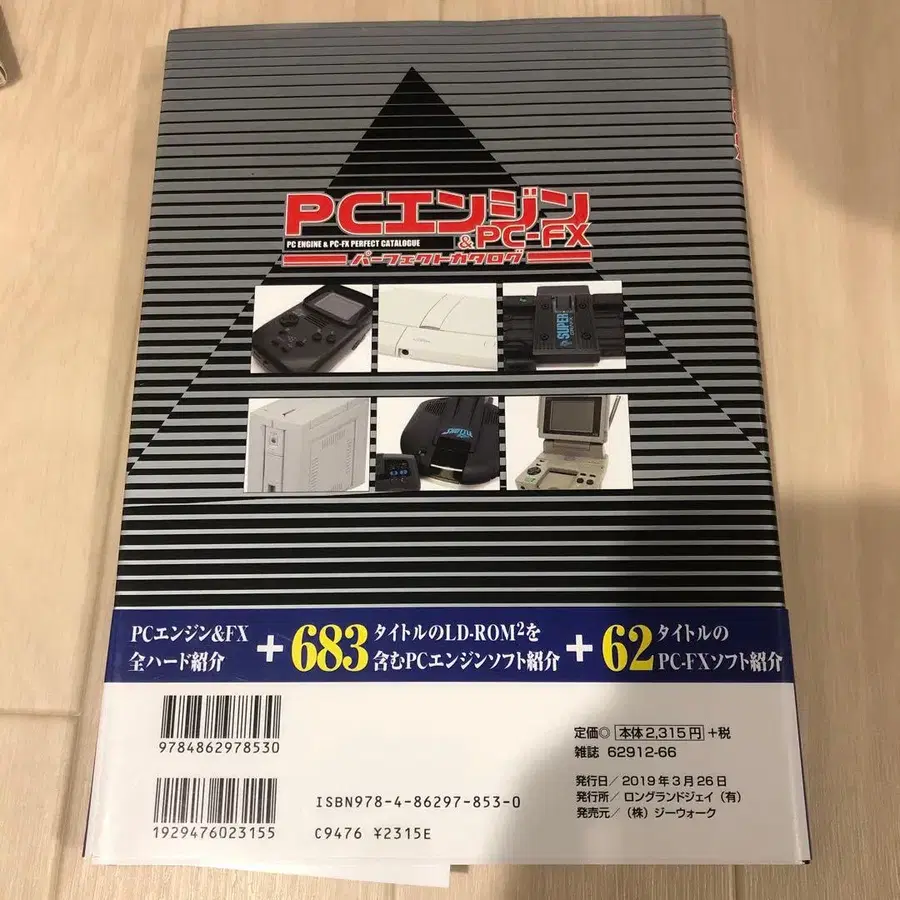 PCエンジン
PC ENGINE & PC-FX PERFECT CATALOGUE
&PC-FX
パーフェクトカタログ
SUPER
PCエンジン&FX
全ハード紹介
+683タイトルのLD-ROM²を
含むPCエンジンソフト紹介
+62タイトルの
PC-FXソフト紹介
9784862978530
1929476023155
ISBN978-4-86297-853-0
C9476 ¥2315E
定価◎ 本体2,315円 +税
雑誌 62912-66
発行日/2019年3月26日
発行所/ ロングランドジェイ(有)
発売元/ (株)ジーウォーク